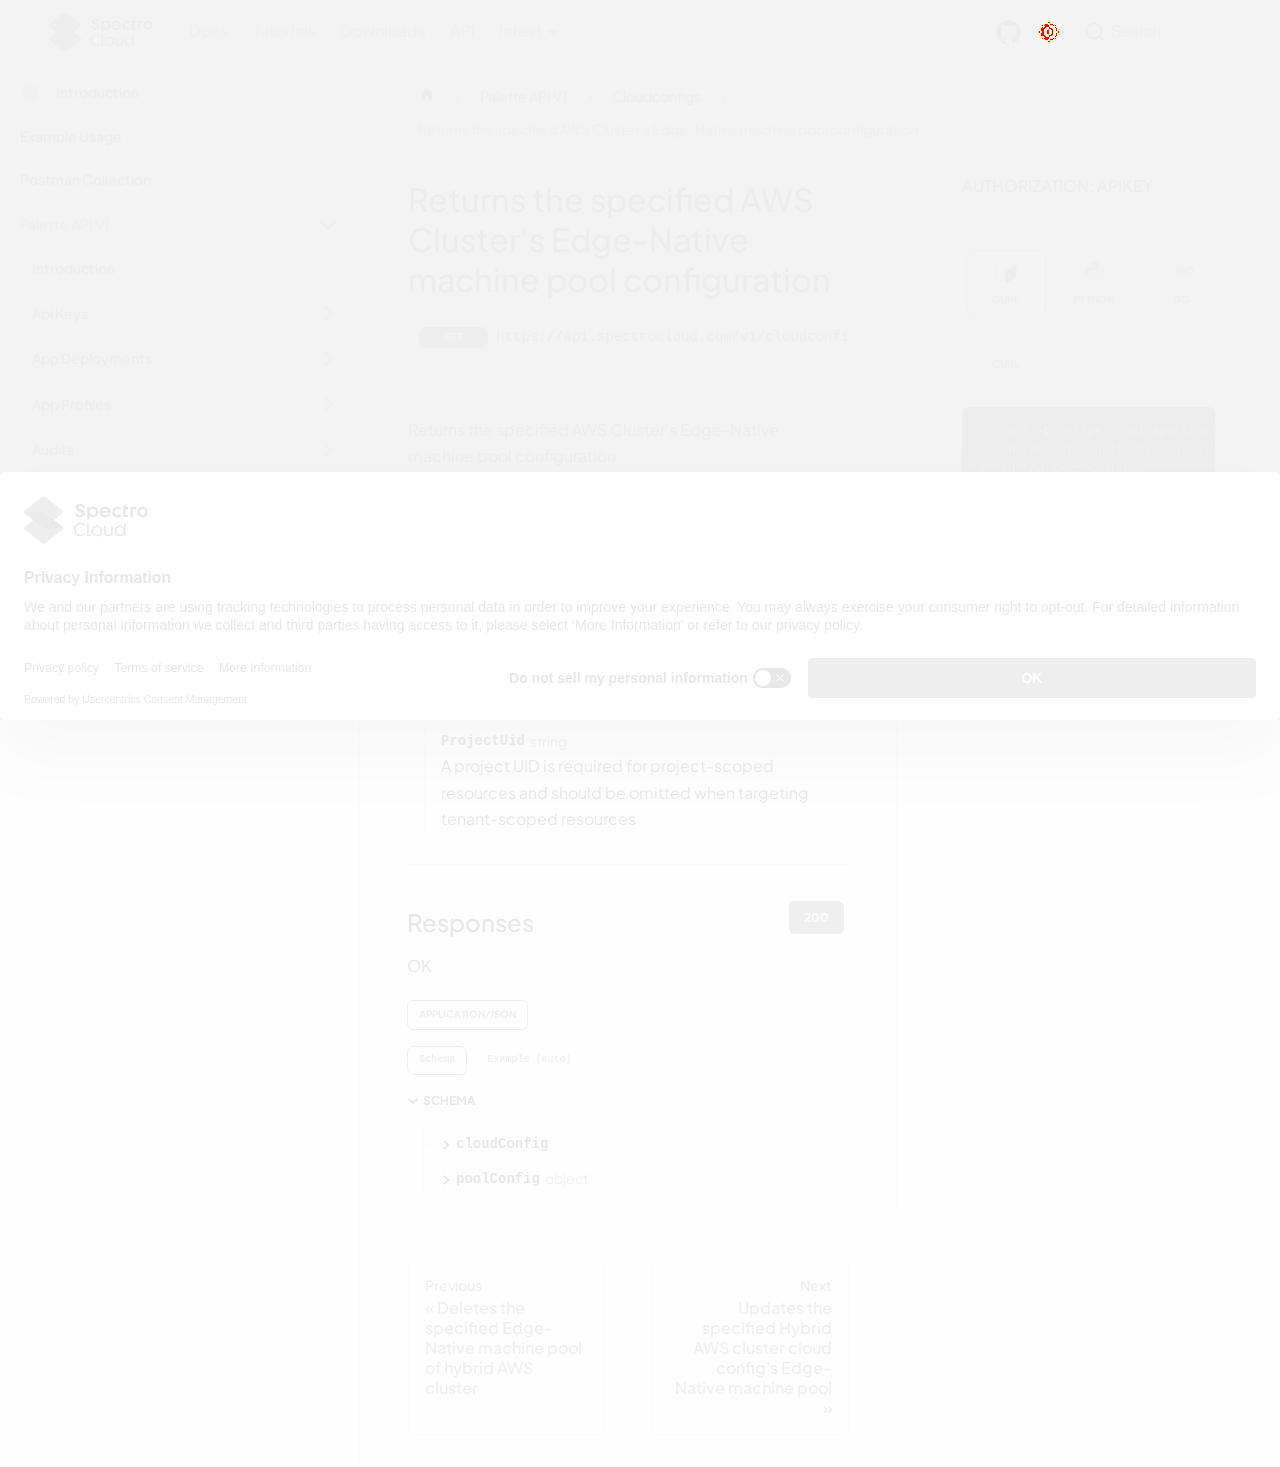 Spectro
Cloud
Docs
Tutorials
Downloads
API
latest
Search
Introduction
Example Usage
Postman Collection
Palette API V1
Introduction
Api Keys
App Deployments
App Profiles
Audits
Palette API V1
Cloudconfigs
Returns the specified AWS Cluster's Edge-Native machine pool configuration
Returns the specified AWS
Cluster's Edge-Native
machine pool configuration
GET
https://api.spectrocloud.com/v1/cloudconfi
Returns the specified AWS Cluster's Edge-Native
machine pool configuration
AUTHORIZATION: APIKEY
CURL
PYTHON
GO
CURL
Spectro
Cloud
Privacy Information
We and our partners are using tracking technologies to process personal data in order to improve your experience. You may always exercise your consumer right to opt-out. For detailed information
about personal information we collect and third parties having access to it, please select 'More Information' or refer to our privacy policy.
Privacy policy Terms of service More Information
Powered by Usercentrics Consent Management
Do not sell my personal information
OK
ProjectUid string
A project UID is required for project-scoped
resources and should be omitted when targeting
tenant-scoped resources
Responses
200
OK
APPLICATION/JSON
Schema
Example (auto)
SCHEMA
cloudConfig
poolConfig object
Previous
« Deletes the
specified Edge-
Native machine pool
of hybrid AWS
cluster
Next
Updates the
specified Hybrid
AWS cluster cloud
config's Edge-
Native machine pool
»